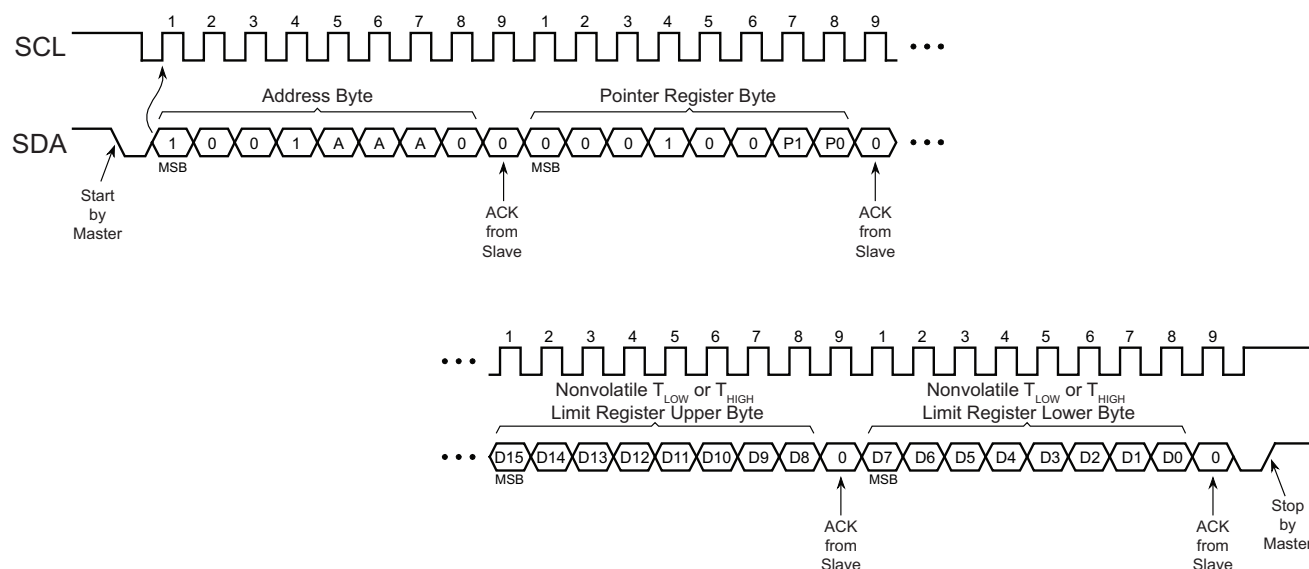 1 2 3 4 5 6 7 8 9 1 2 3 4 5 6 7 8 9
SCL
Address Byte Pointer Register Byte
SDA 1 0 0 1 A A A 0 0 0 0 0 1 0 0 P1 P0 0
MSB MSB
Start
by
Master
ACK
from
Slave
ACK
from
Slave
1 2 3 4 5 6 7 8 9 1 2 3 4 5 6 7 8 9
Nonvolatile TLOW or THIGH
Limit Register Upper Byte
Nonvolatile TLOW or THIGH
Limit Register Lower Byte
D15 D14 D13 D12 D11 D10 D9 D8 0 D7 D6 D5 D4 D3 D2 D1 D0 0
MSB MSB
ACK
from
Slave
ACK
from
Slave
Stop
by
Master